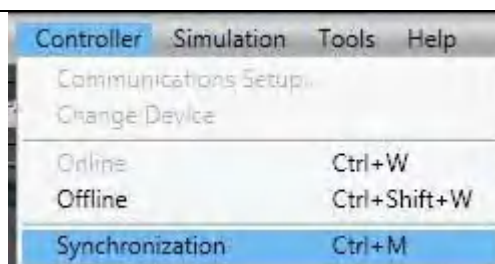 Controller Simulation Tools Help
Communications Setup...
Change Device
Online Ctrl+W
Offline Ctrl+Shift+W
Synchronization Ctrl+M